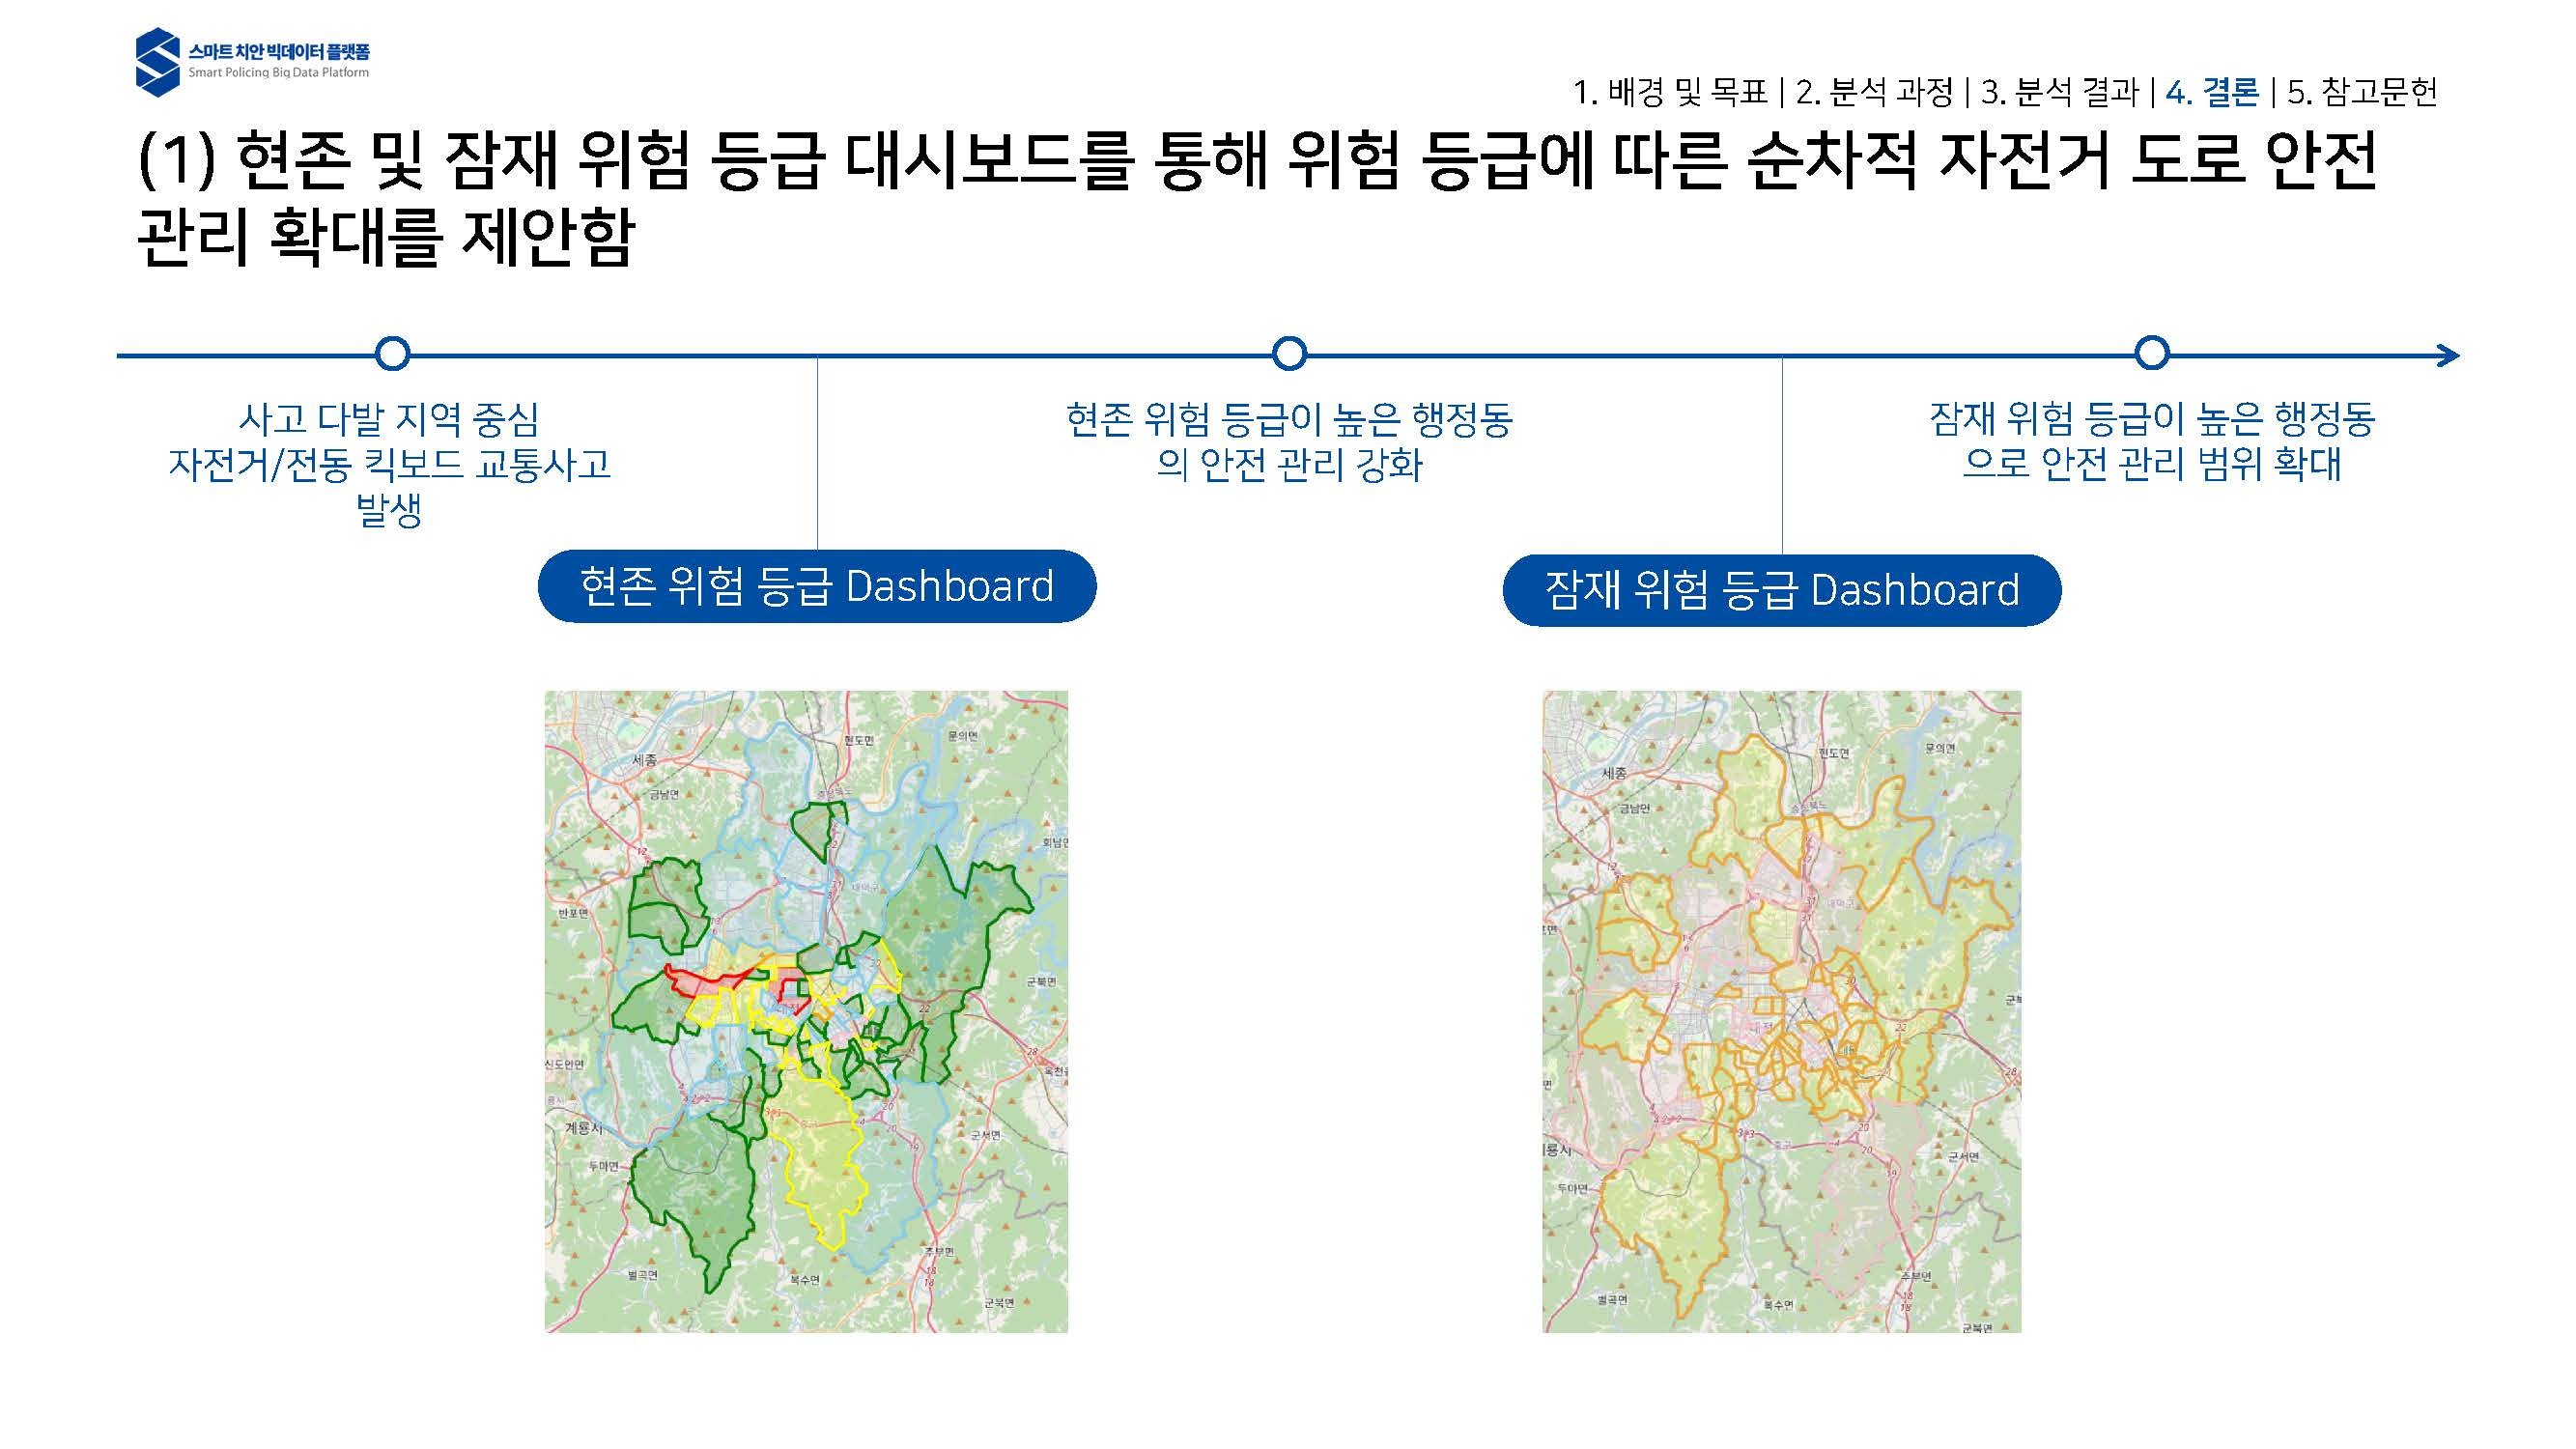 스마트 치안 빅데이터 플랫폼
Smart Policing Big Data Platform
1. 배경 및 목표 | 2. 분석 과정 | 3. 분석 결과 | 4. 결론 | 5. 참고문헌
(1) 현존 및 잠재 위험 등급 대시보드를 통해 위험 등급에 따른 순차적 자전거 도로 안전
관리 확대를 제안함
사고 다발 지역 중심
자전거/전동 킥보드 교통사고
발생
현존 위험 등급이 높은 행정동
의 안전 관리 강화
잠재 위험 등급이 높은 행정동
으로 안전 관리 범위 확대
현존 위험 등급 Dashboard
잠재 위험 등급 Dashboard
현도면
문의면
세종
금남면
회남면
대덕구
반포면
군북면
신도안면
계룡시
군서면
두마면
추부면
벌곡면
복수면
군북면
현도면
문의면
세종
금남면
대덕구
대전
군서면
두마면
추부면
벌곡면
복수면
군북면